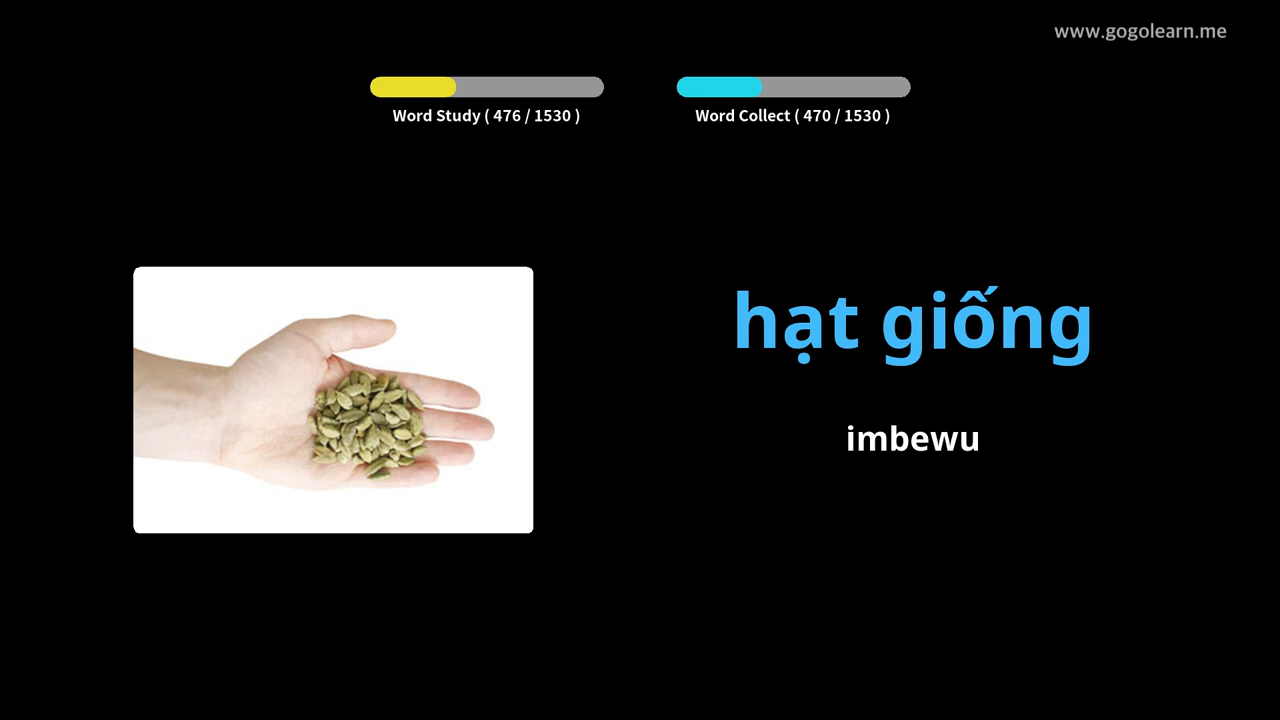 www.gogolearn.me
Word Study ( 476 / 1530 )
Word Collect ( 470 / 1530 )
hạt giống
imbewu